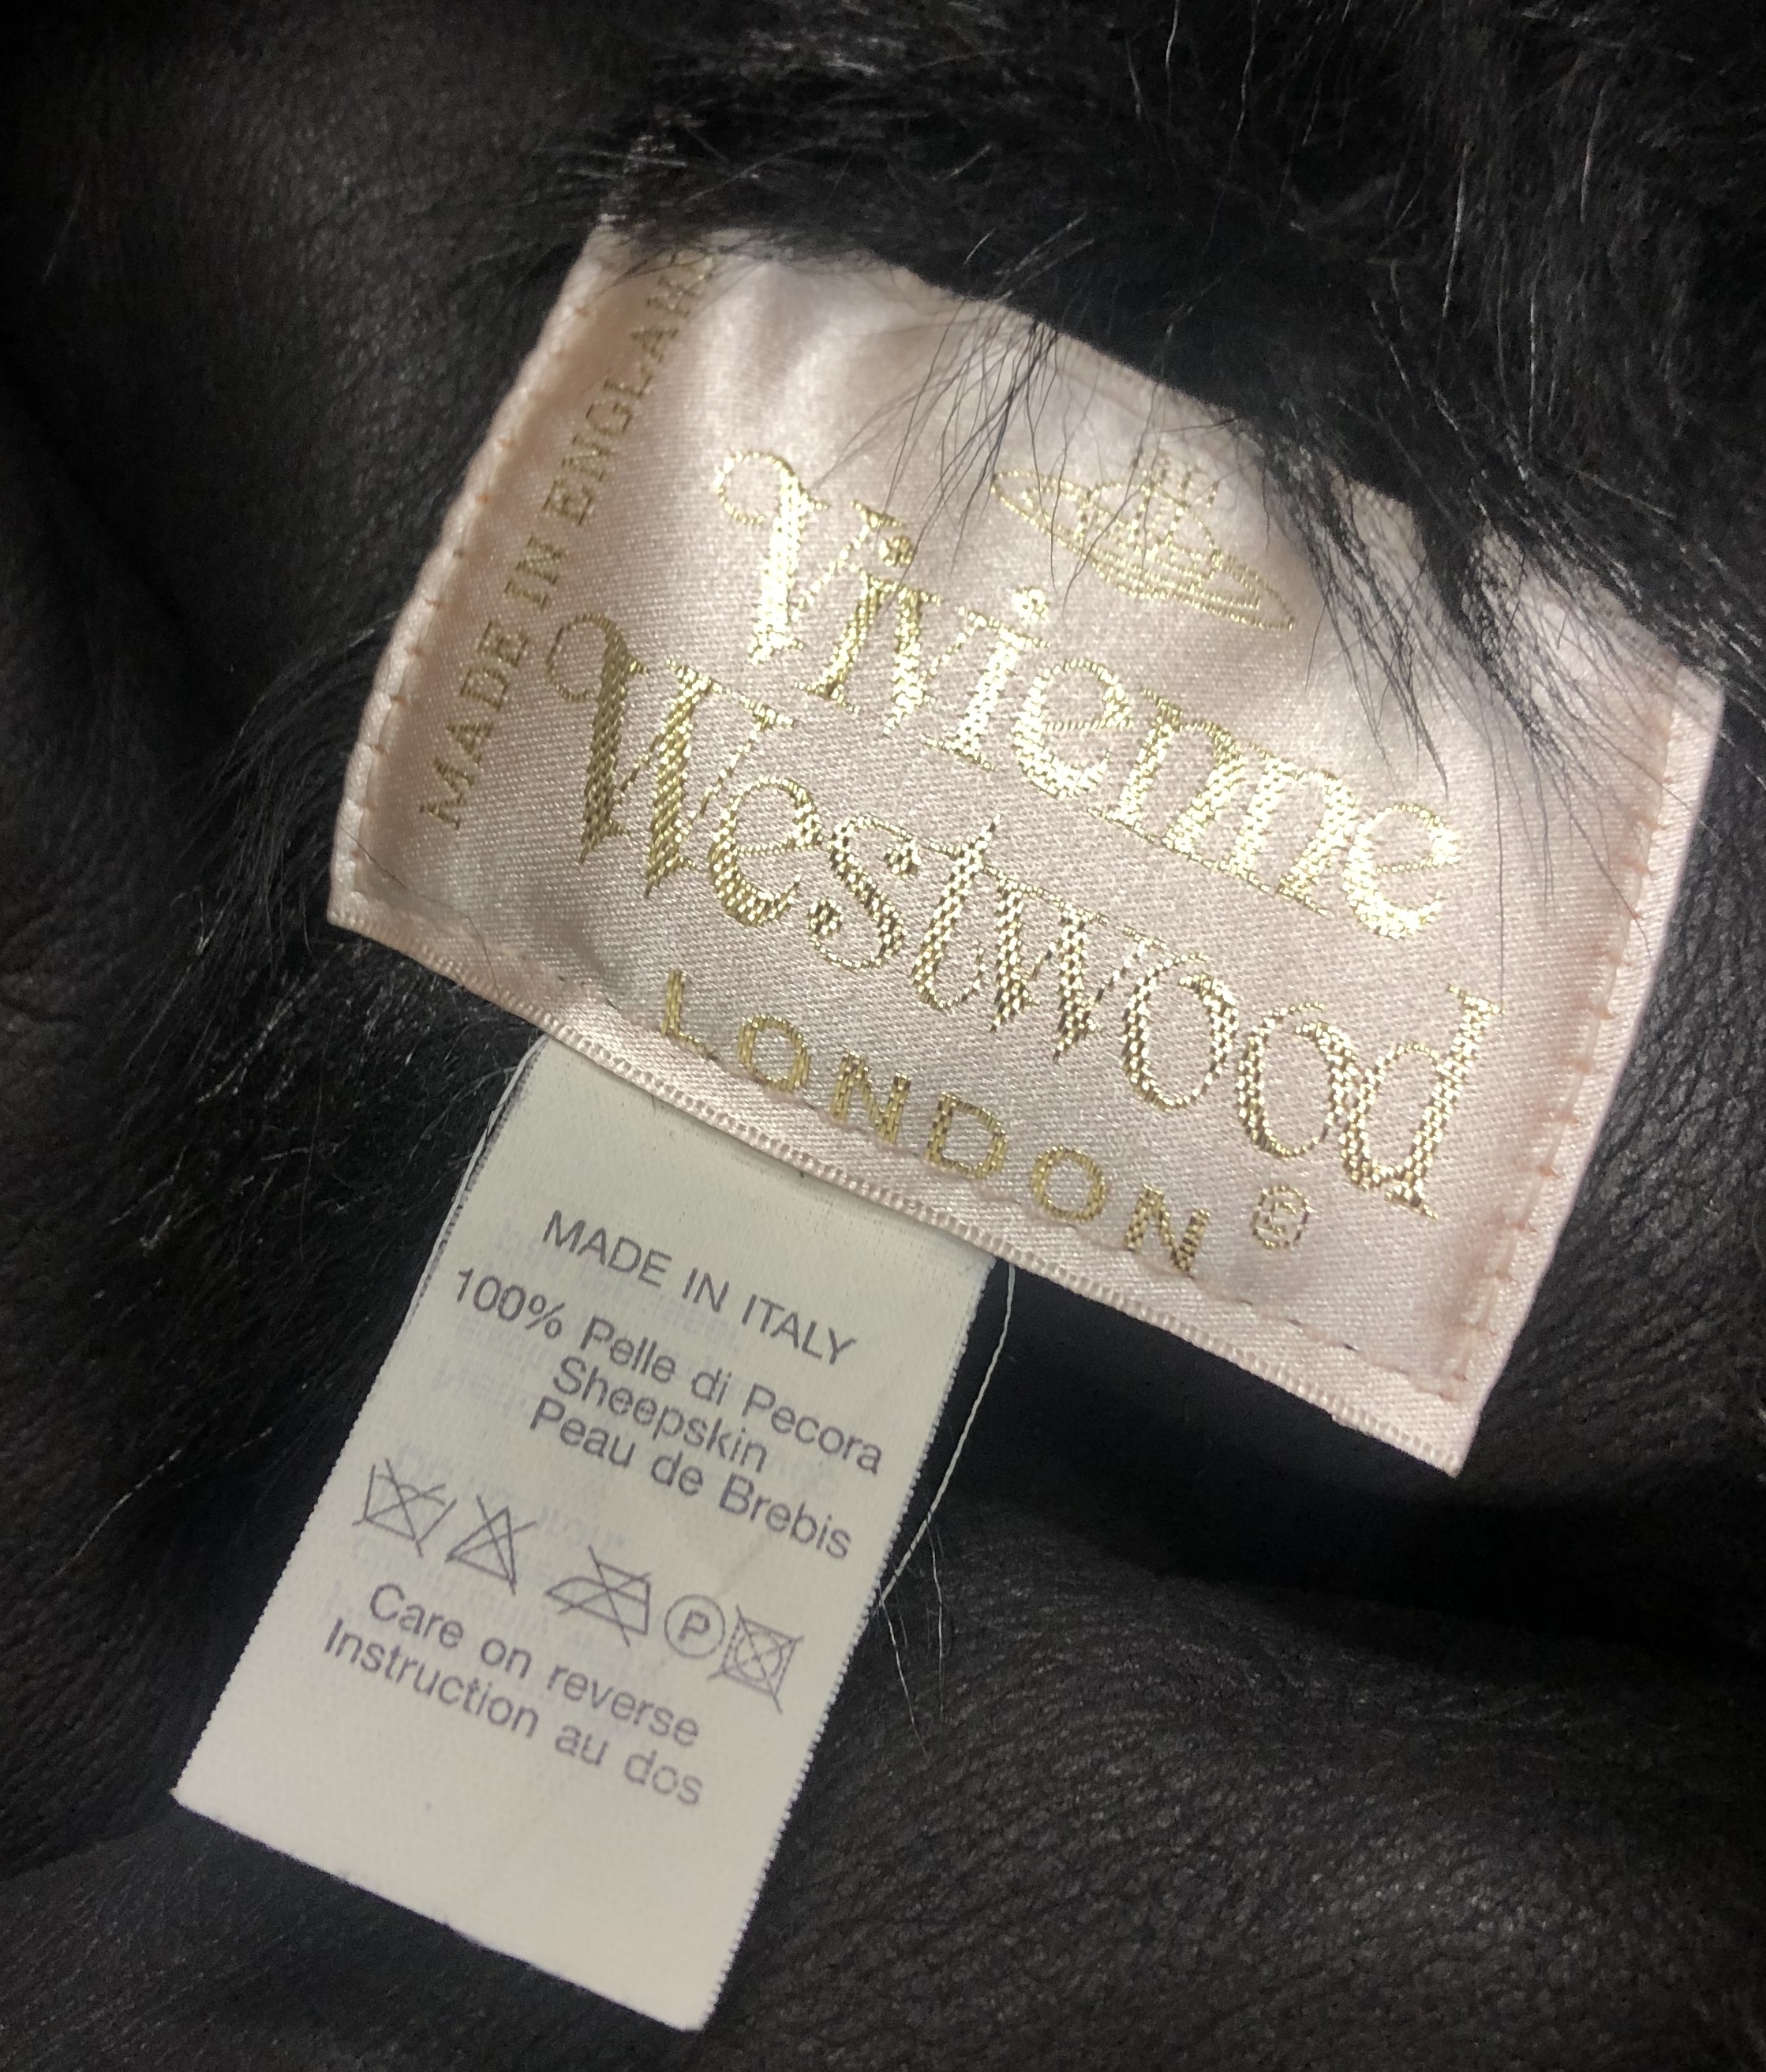 MADE IN ENGLAND
Vivienne
Westwood
LONDON ®
MADE IN ITALY
100% Pelle di Pecora
Sheepskin
Peau de Brebis
P
Care on reverse
Instruction au dos